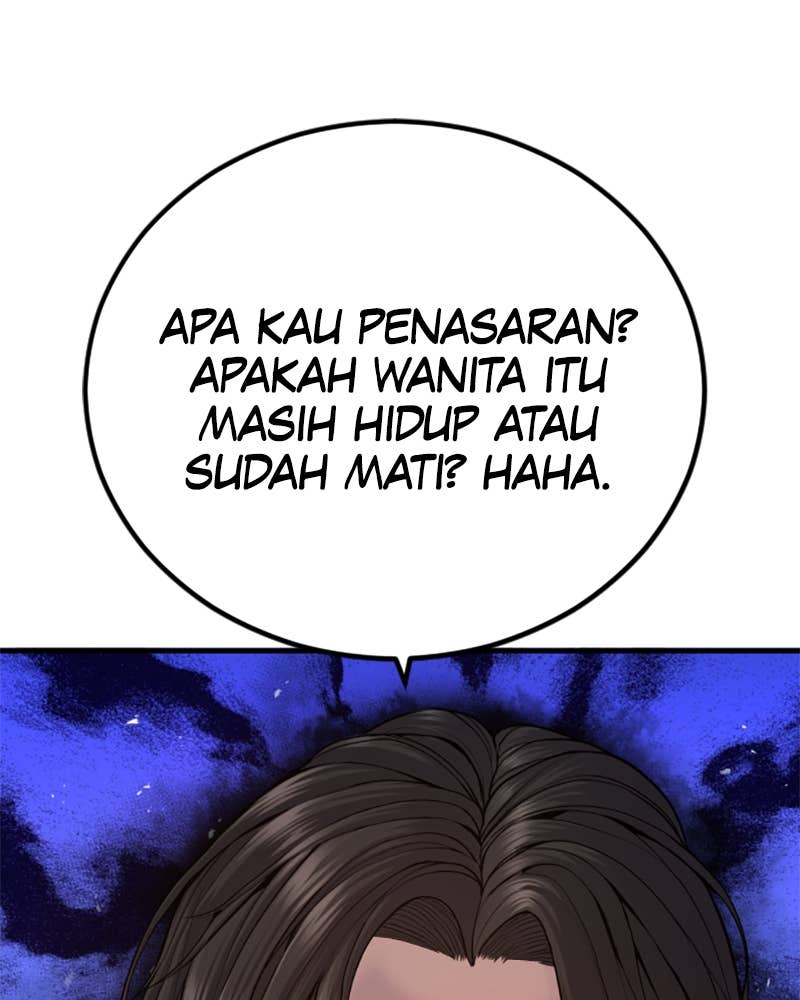 APA KAU PENASARAN?
APAKAH WANITA ITU
MASIH HIDUP ATAU
SUDAH MATI? HAHA.